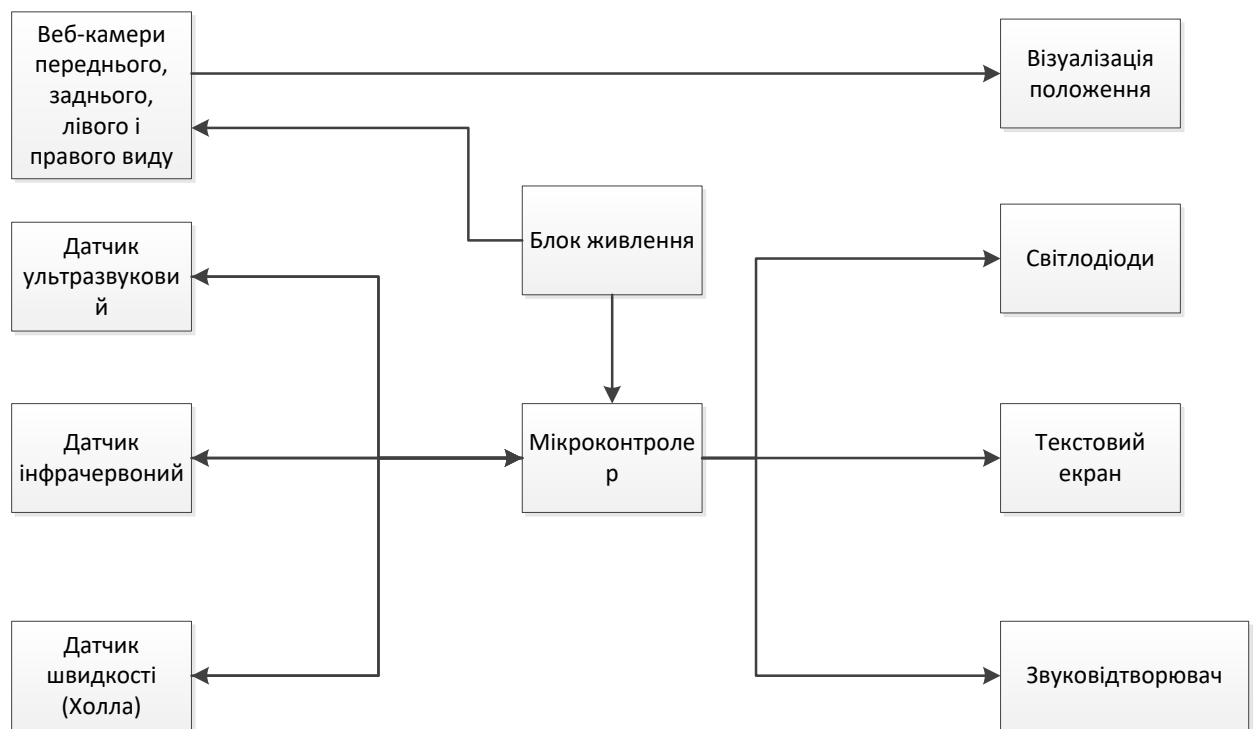 Веб-камери
переднього,
заднього,
лівого і
правого виду
Візуалізація
положення
Блок живлення
Датчик
ультразвукови
й
Світлодіоди
Датчик
інфрачервоний
Мікроконтроле
р
Текстовий
екран
Датчик
швидкості
(Холла)
Звуковідтворювач